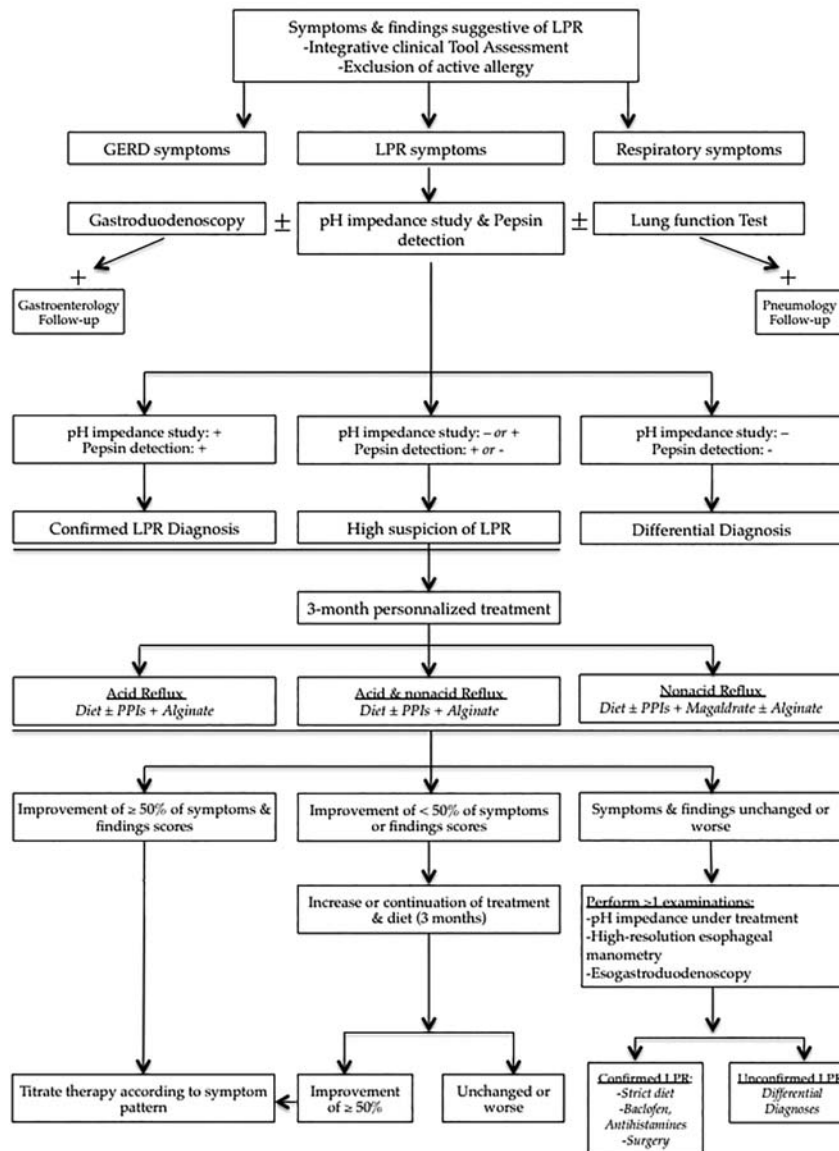 Symptoms & findings suggestive of LPR
-Integrative clinical Tool Assessment
-Exclusion of active allergy
GERD symptoms
LPR symptoms
Respiratory symptoms
Gastroduodenoscopy
±
pH impedance study & Pepsin
detection
±
Lung function Test
+
Gastroenterology
Follow-up
+
Pneumology
Follow-up
pH impedance study: +
Pepsin detection: +
pH impedance study: – or +
Pepsin detection: + or -
pH impedance study: –
Pepsin detection: -
Confirmed LPR Diagnosis
High suspicion of LPR
Differential Diagnosis
3-month personnalized treatment
Acid Reflux
Diet ± PPIs + Alginate
Acid & nonacid Reflux
Diet ± PPIs + Alginate
Nonacid Reflux
Diet ± PPIs + Magaldrate ± Alginate
Improvement of ≥ 50% of symptoms &
findings scores
Improvement of < 50% of symptoms
or findings scores
Symptoms & findings unchanged or
worse
Increase or continuation of treatment
& diet (3 months)
Perform ≥1 examinations:
-pH impedance under treatment
-High-resolution esophageal
manometry
-Esogastroduodenoscopy
Titrate therapy according to symptom
pattern
Improvement
of ≥ 50%
Unchanged or
worse
Confirmed LPR:
-Strict diet
-Baclofen,
Antihistamines
-Surgery
Unconfirmed LPR
Differential
Diagnoses